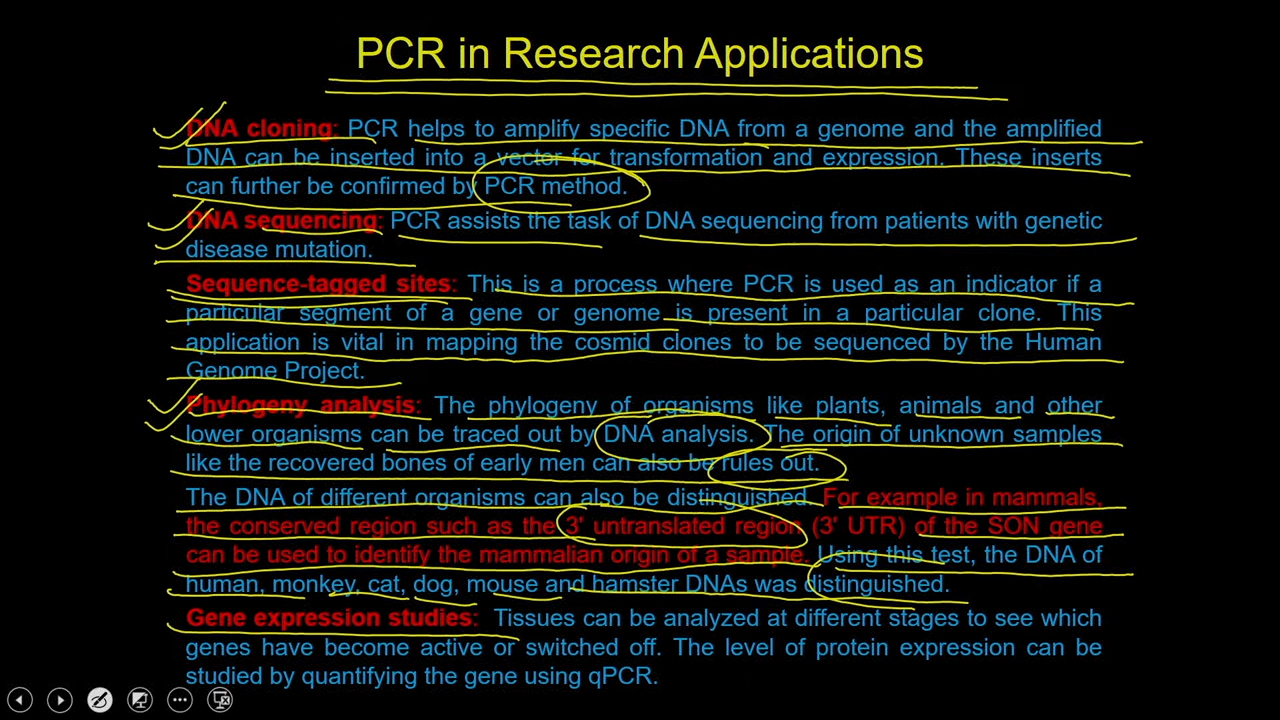 PCR in Research Applications
DNA cloning: PCR helps to amplify specific DNA from a genome and the amplified
DNA can be inserted into a vector for transformation and expression. These inserts
can further be confirmed by PCR method.
DNA sequencing: PCR assists the task of DNA sequencing from patients with genetic
disease mutation.
Sequence-tagged sites: This is a process where PCR is used as an indicator if a
particular segment of a gene or genome is present in a particular clone. This
application is vital in mapping the cosmid clones to be sequenced by the Human
Genome Project.
Phylogeny analysis: The phylogeny of organisms like plants, animals and other
lower organisms can be traced out by DNA analysis. The origin of unknown samples
like the recovered bones of early men can also be rules out.
The DNA of different organisms can also be distinguished. For example in mammals,
the conserved region such as the 3' untranslated region (3' UTR) of the SON gene
can be used to identify the mammalian origin of a sample. Using this test, the DNA of
human, monkey, cat, dog, mouse and hamster DNAs was distinguished.
Gene expression studies: Tissues can be analyzed at different stages to see which
genes have become active or switched off. The level of protein expression can be
studied by quantifying the gene using qPCR.